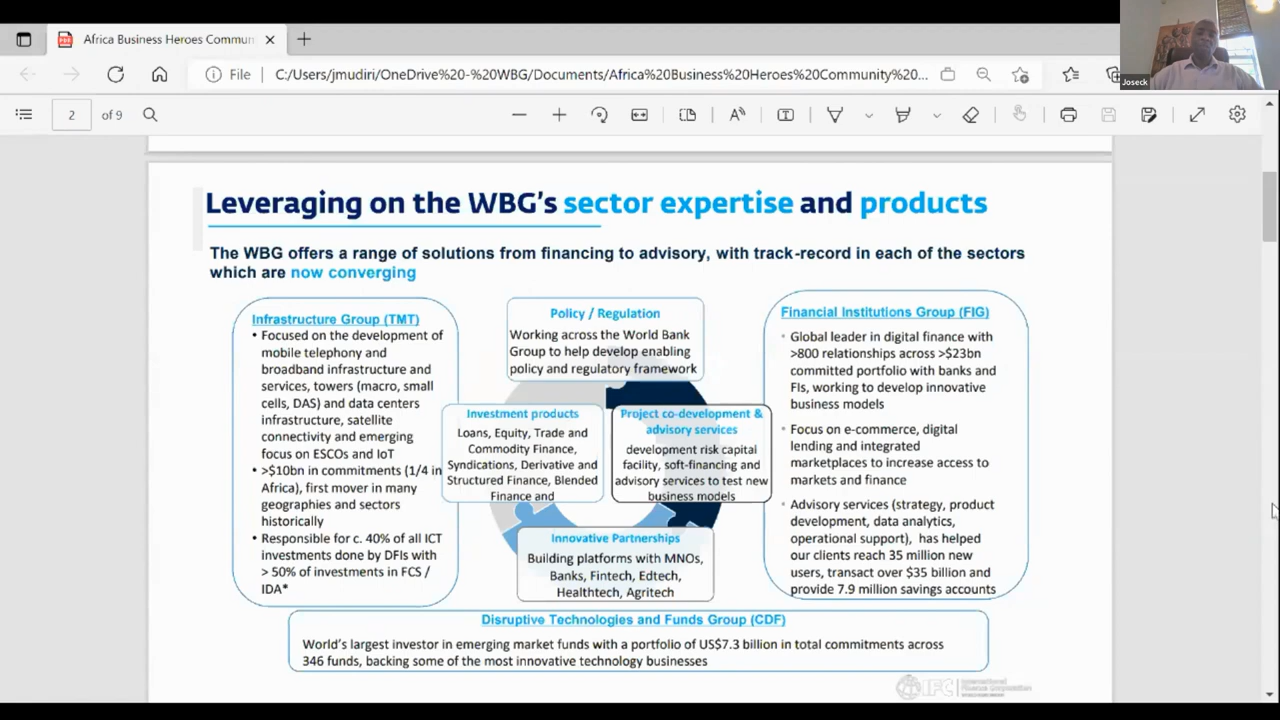 Africa Business Heroes Commun
File
C:/Users/jmudiri/OneDrive%20-%20WBG/Documents/Africa%20Business%20Heroes%20Community%20...
Joseck
2 of 9
Leveraging on the WBG's sector expertise and products
The WBG offers a range of solutions from financing to advisory, with track-record in each of the sectors
which are now converging
Infrastructure Group (TMT)
• Focused on the development of
mobile telephony and
broadband infrastructure and
services, towers (macro, small
cells, DAS) and data centers
infrastructure, satellite
connectivity and emerging
focus on ESCOs and IoT
• >$10bn in commitments (1/4 in
Africa), first mover in many
geographies and sectors
historically
• Responsible for c. 40% of all ICT
investments done by DFIs with
> 50% of investments in FCS /
IDA*
Policy / Regulation
Working across the World Bank
Group to help develop enabling
policy and regulatory framework
Investment products
Loans, Equity, Trade and
Commodity Finance,
Syndications, Derivative and
Structured Finance, Blended
Finance and
Project co-development &
advisory services
development risk capital
facility, soft-financing and
advisory services to test new
business models
Innovative Partnerships
Building platforms with MNOs,
Banks, Fintech, Edtech,
Healthtech, Agritech
Financial Institutions Group (FIG)
• Global leader in digital finance with
>800 relationships across >$23bn
committed portfolio with banks and
FIs, working to develop innovative
business models
• Focus on e-commerce, digital
lending and integrated
marketplaces to increase access to
markets and finance
• Advisory services (strategy, product
development, data analytics,
operational support), has helped
our clients reach 35 million new
users, transact over $35 billion and
provide 7.9 million savings accounts
Disruptive Technologies and Funds Group (CDF)
World's largest investor in emerging market funds with a portfolio of US$7.3 billion in total commitments across
346 funds, backing some of the most innovative technology businesses
IFC International
Finance Corporation